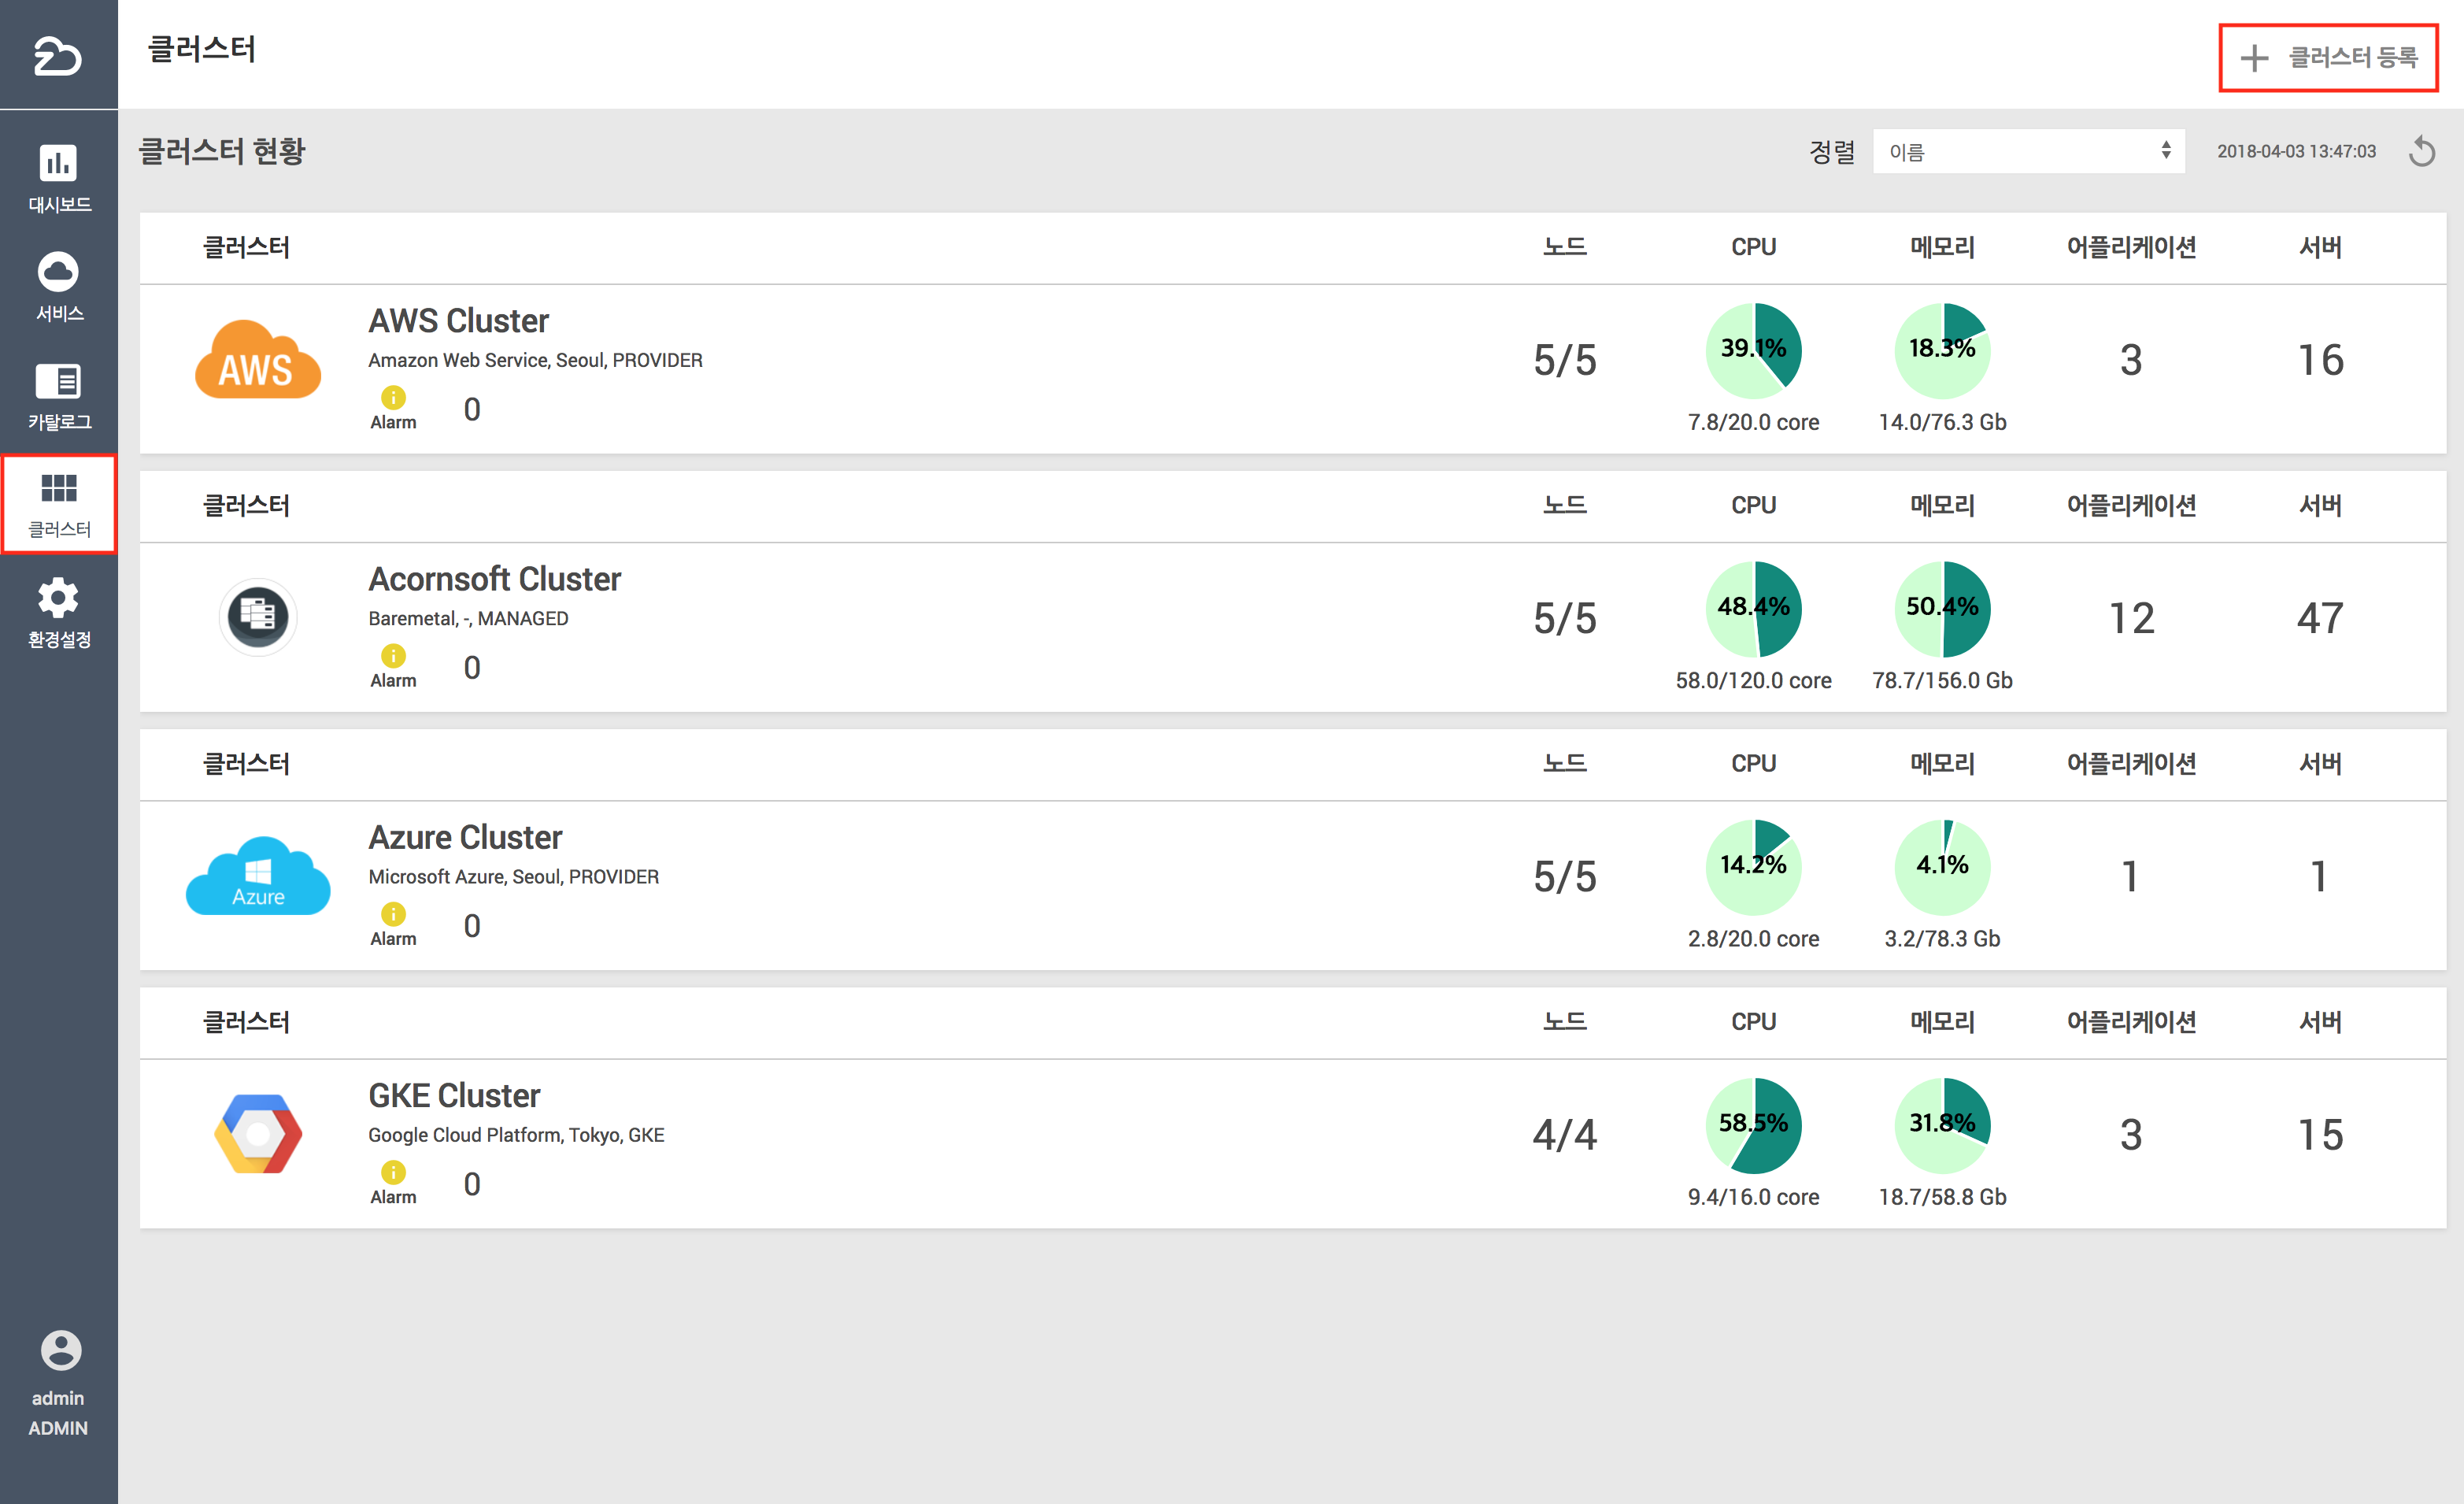 클러스터
클러스터 등록
대시보드
서비스
카탈로그
클러스터
환경설정
admin
ADMIN
클러스터 현황
정렬 이름 2018-04-03 13:47:03
클러스터 노드 CPU 메모리 어플리케이션 서버
AWS
AWS Cluster
Amazon Web Service, Seoul, PROVIDER
Alarm 0
5/5
39.1%
7.8/20.0 core
18.3%
14.0/76.3 Gb
3
16
클러스터 노드 CPU 메모리 어플리케이션 서버
Acornsoft Cluster
Baremetal, -, MANAGED
Alarm 0
5/5
48.4%
58.0/120.0 core
50.4%
78.7/156.0 Gb
12
47
클러스터 노드 CPU 메모리 어플리케이션 서버
Azure
Azure Cluster
Microsoft Azure, Seoul, PROVIDER
Alarm 0
5/5
14.2%
2.8/20.0 core
4.1%
3.2/78.3 Gb
1
1
클러스터 노드 CPU 메모리 어플리케이션 서버
GKE Cluster
Google Cloud Platform, Tokyo, GKE
Alarm 0
4/4
58.5%
9.4/16.0 core
31.8%
18.7/58.8 Gb
3
15